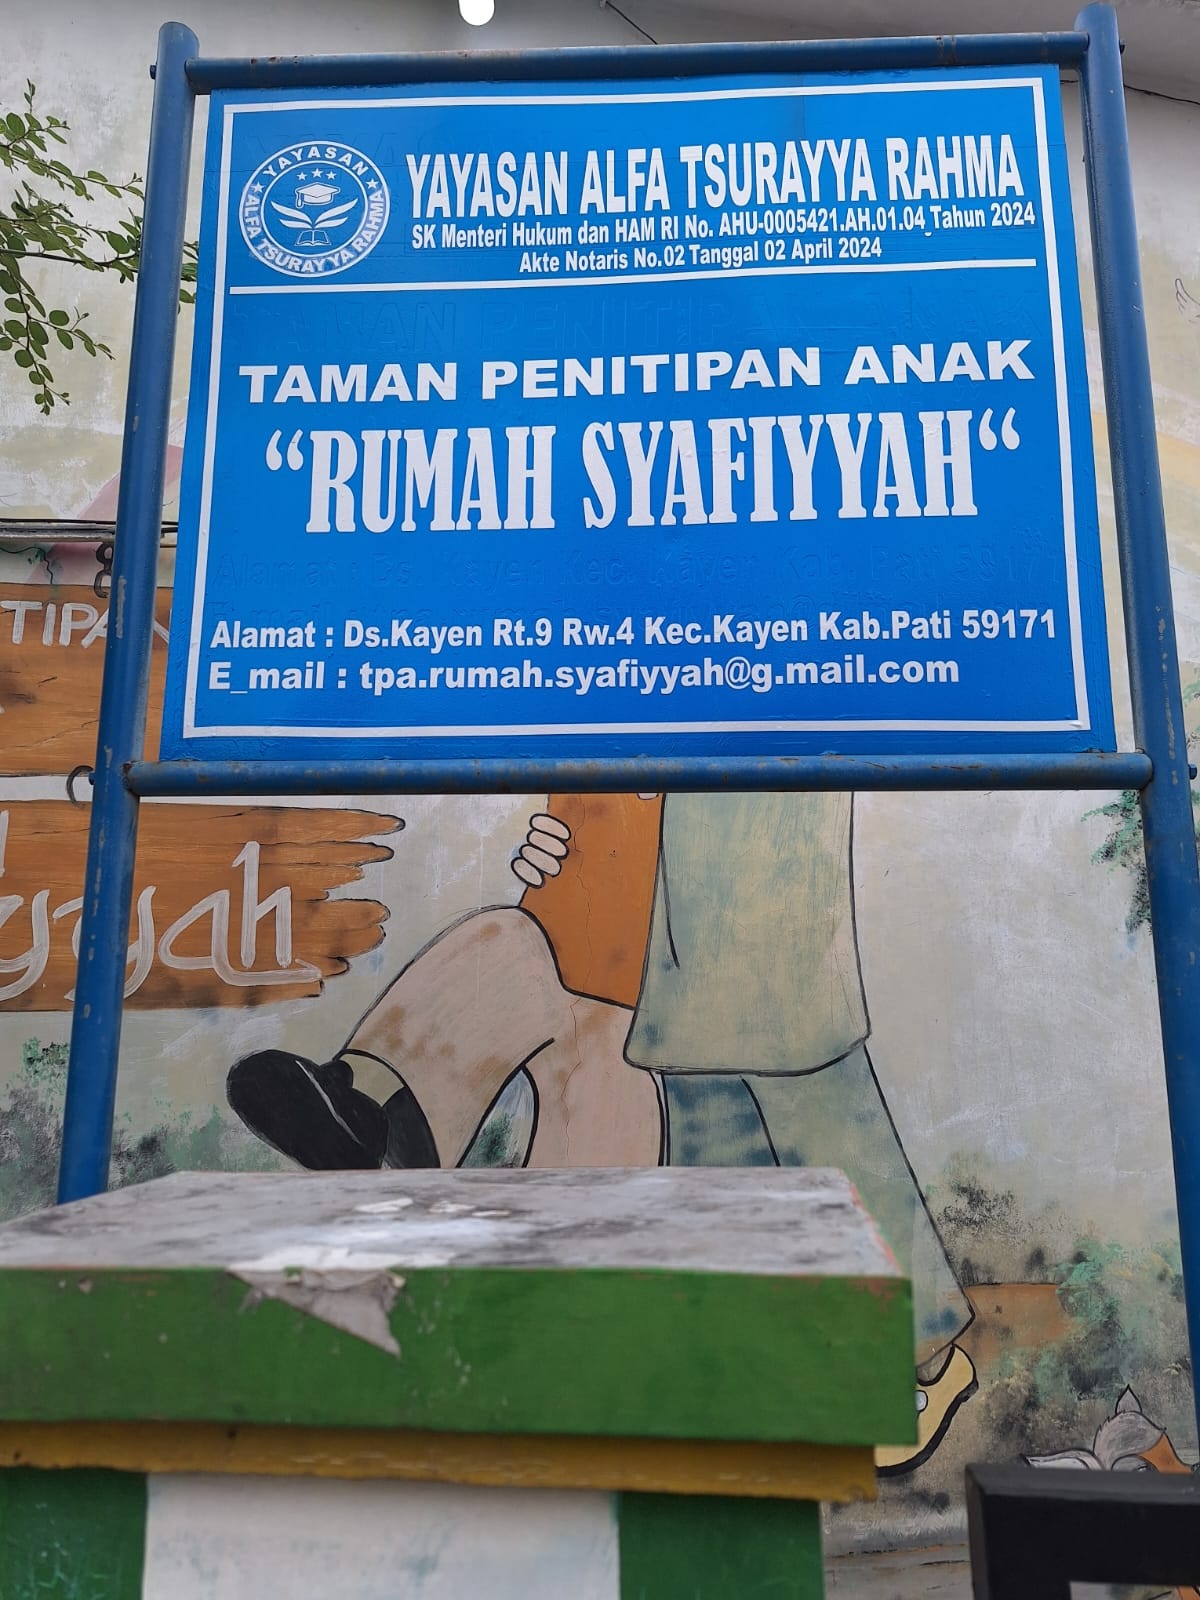 YAYASAN
ALFA TSURAYYA RAHMA
YAYASAN ALFA TSURAYYA RAHMA
SK Menteri Hukum dan HAM RI No. AHU-0005421.AH.01.04 Tahun 2024
Akte Notaris No.02 Tanggal 02 April 2024
TAMAN PENITIPAN ANAK
“RUMAH SYAFIYYAH“
Alamat : Ds.Kayen Rt.9 Rw.4 Kec.Kayen Kab.Pati 59171
E_mail : tpa.rumah.syafiyyah@g.mail.com
TIPA
yyah